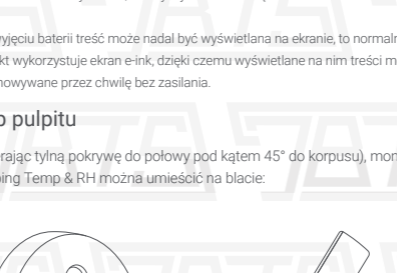 yjęciu baterii treść może nadal być wyświetlana na ekranie, to normaln
kt wykorzystuje ekran e-ink, dzięki czemu wyświetlane na nim treści m
nowywane przez chwilę bez zasilania.
o pulpitu
erając tylną pokrywę do połowy pod kątem 45° do korpusu), mon
ing Temp & RH można umieścić na blacie: